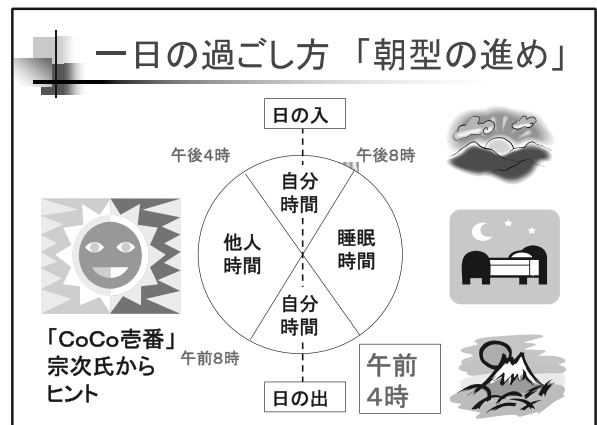 一日の過ごし方 「朝型の進め」
日の入
午後4時
午後8時
自分
時間
他人
時間
睡眠
時間
自分
時間
「CoCo壱番」
宗次氏から
ヒント
午前8時
午前
4時
日の出